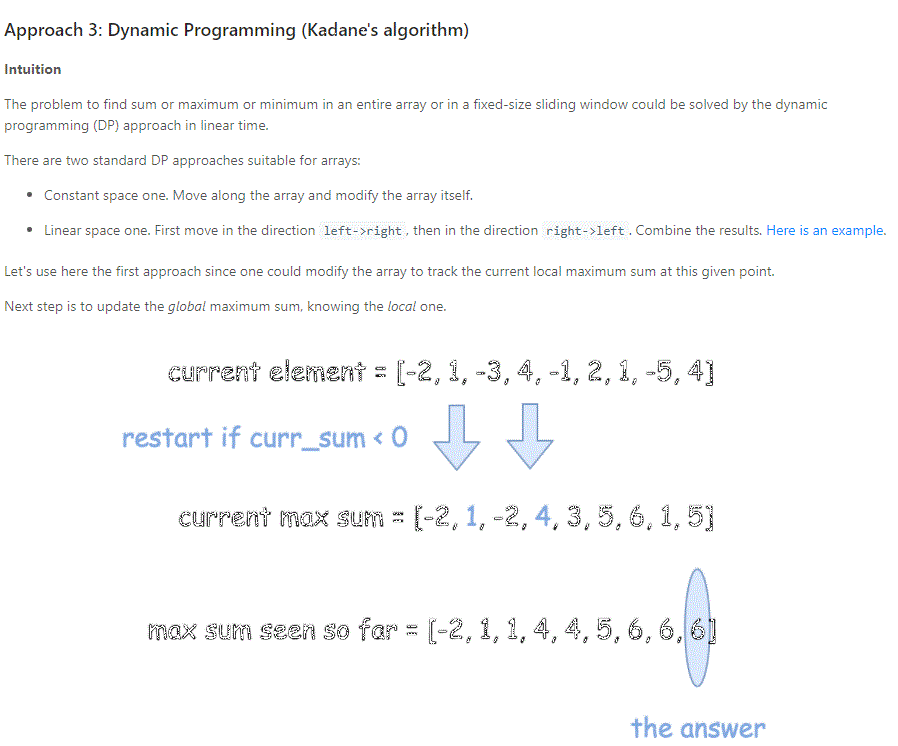 Approach 3: Dynamic Programming (Kadane's algorithm)
Intuition
The problem to find sum or maximum or minimum in an entire array or in a fixed-size sliding window could be solved by the dynamic
programming (DP) approach in linear time.
There are two standard DP approaches suitable for arrays:
• Constant space one. Move along the array and modify the array itself.
• Linear space one. First move in the direction left->right, then in the direction right->left. Combine the results. Here is an example.
Let's use here the first approach since one could modify the array to track the current local maximum sum at this given point.
Next step is to update the global maximum sum, knowing the local one.
current element = [-2, 1, -3, 4, -1, 2, 1, -5, 4]
restart if curr_sum < 0
current max sum = [-2, 1, -2, 4, 3, 5, 6, 1, 5]
max sum seen so far = [-2, 1, 1, 4, 4, 5, 6, 6, 6]
the answer